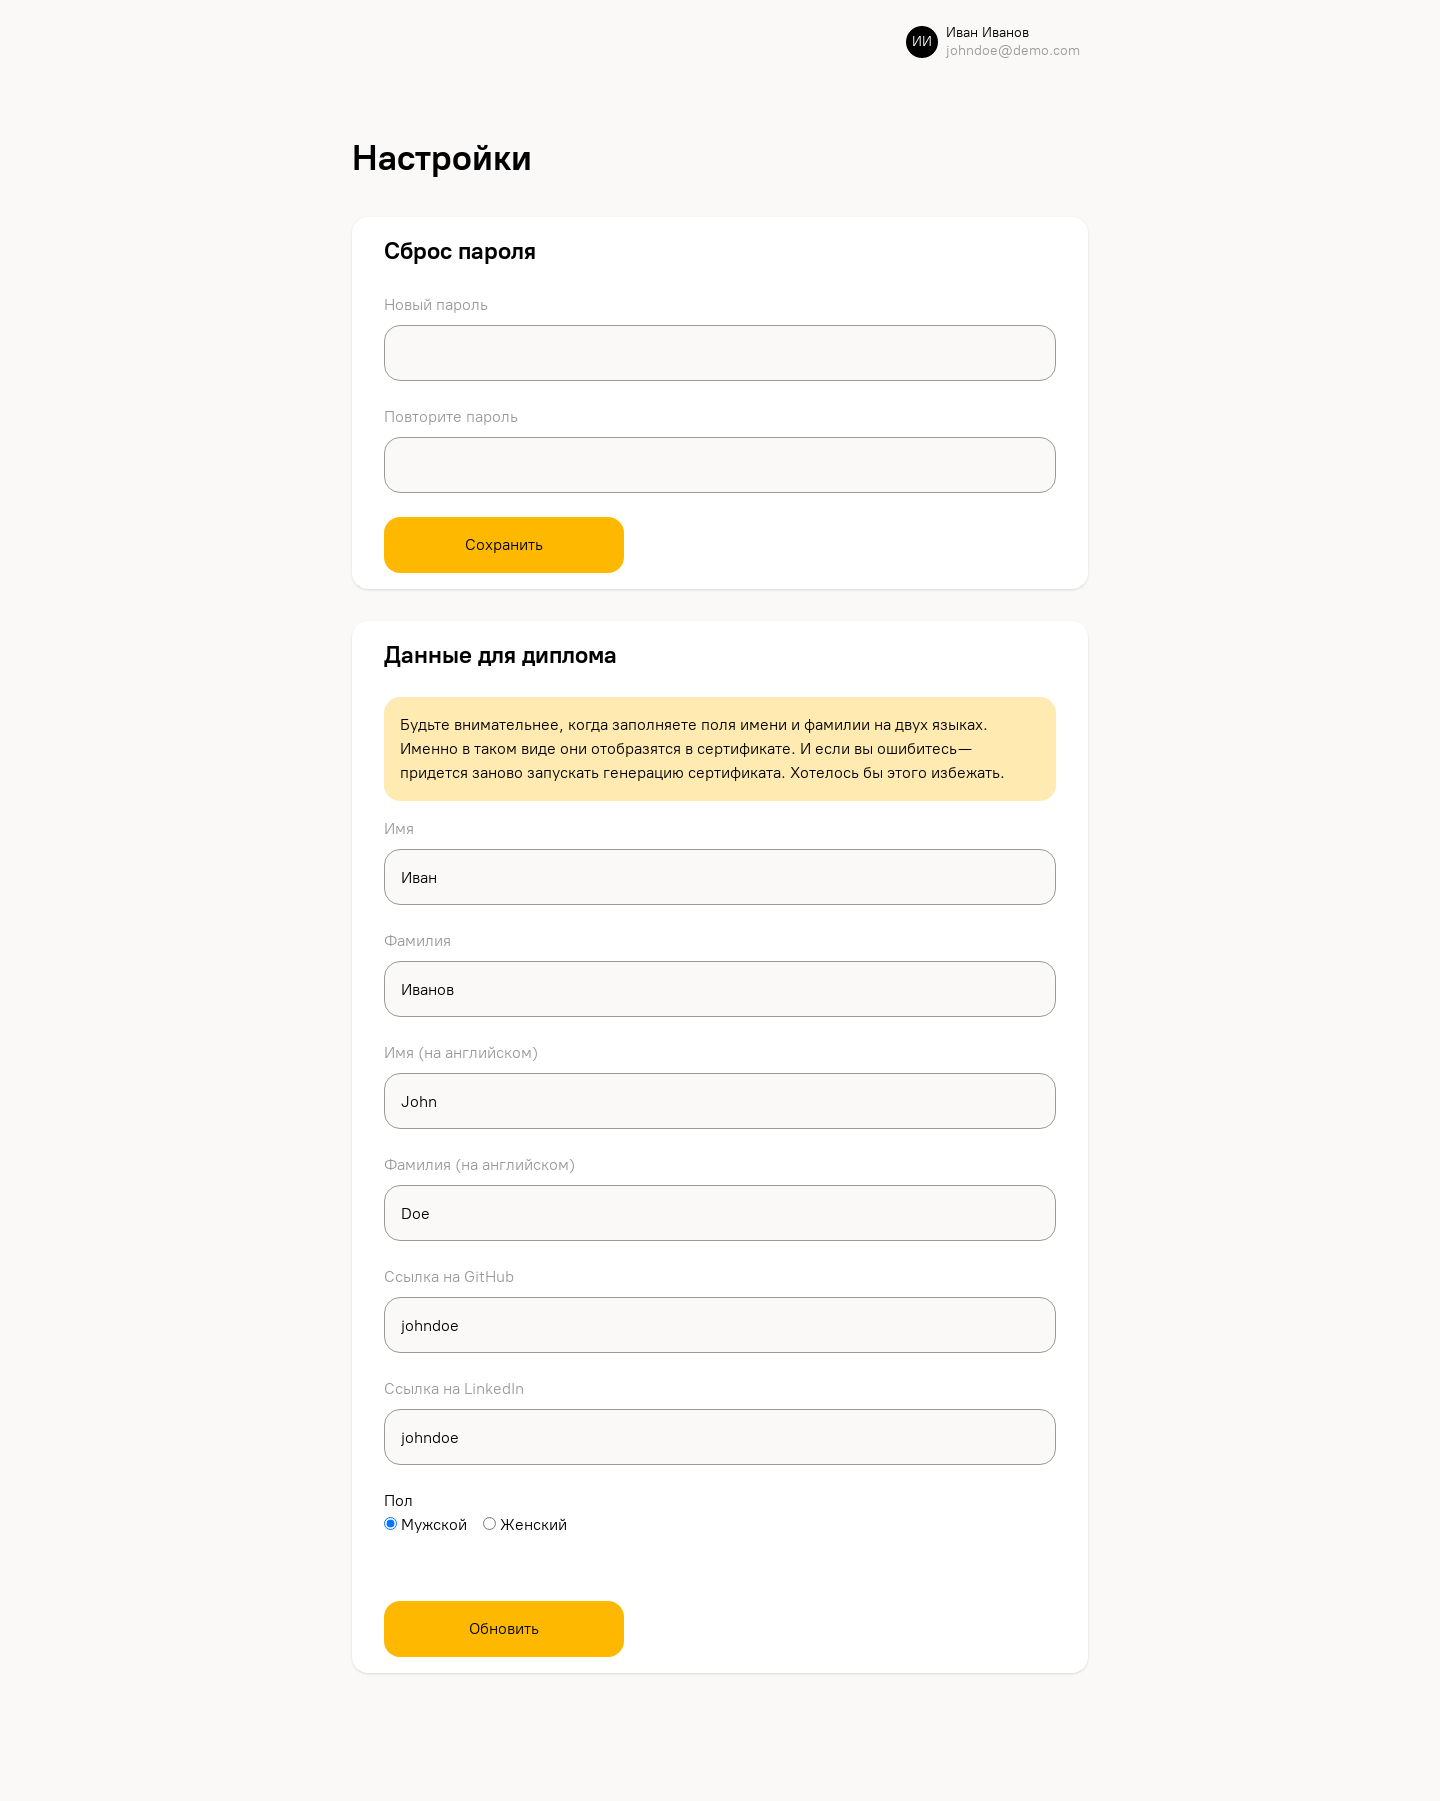 ИИ
Иван Иванов
johndoe@demo.com
Настройки
Сброс пароля
Новый пароль
Повторите пароль
Сохранить
Данные для диплома
Будьте внимательнее, когда заполняете поля имени и фамилии на двух языках.
Именно в таком виде они отобразятся в сертификате. И если вы ошибитесь—
придется заново запускать генерацию сертификата. Хотелось бы этого избежать.
Имя
Иван
Фамилия
Иванов
Имя (на английском)
John
Фамилия (на английском)
Doe
Ссылка на GitHub
johndoe
Ссылка на LinkedIn
johndoe
Пол
Мужской Женский
Обновить